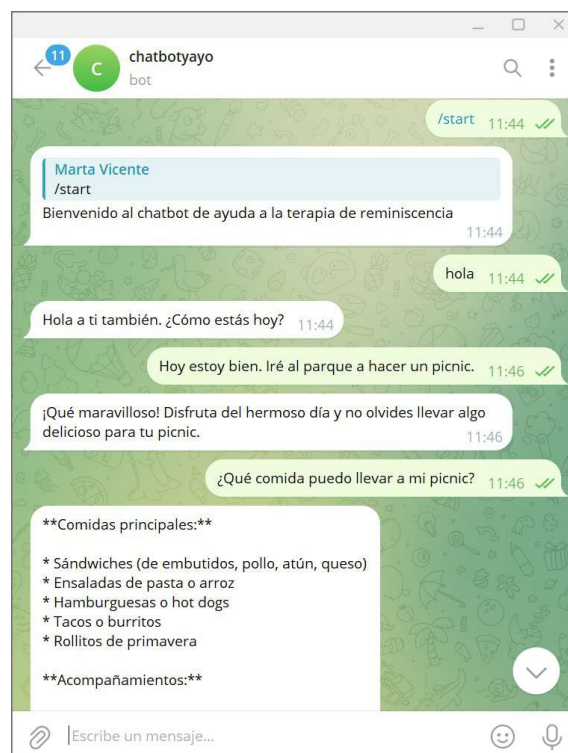 11
C
chatbotyayo
bot
/start 11:44
Marta Vicente
/start
Bienvenido al chatbot de ayuda a la terapia de reminiscencia
11:44
hola 11:44
Hola a ti también. ¿Cómo estás hoy? 11:44
Hoy estoy bien. Iré al parque a hacer un picnic. 11:46
¡Qué maravilloso! Disfruta del hermoso día y no olvides llevar algo
delicioso para tu picnic. 11:46
¿Qué comida puedo llevar a mi picnic? 11:46
**Comidas principales:**
* Sándwiches (de embutidos, pollo, atún, queso)
* Ensaladas de pasta o arroz
* Hamburguesas o hot dogs
* Tacos o burritos
* Rollitos de primavera
**Acompañamientos:**
Escribe un mensaje...